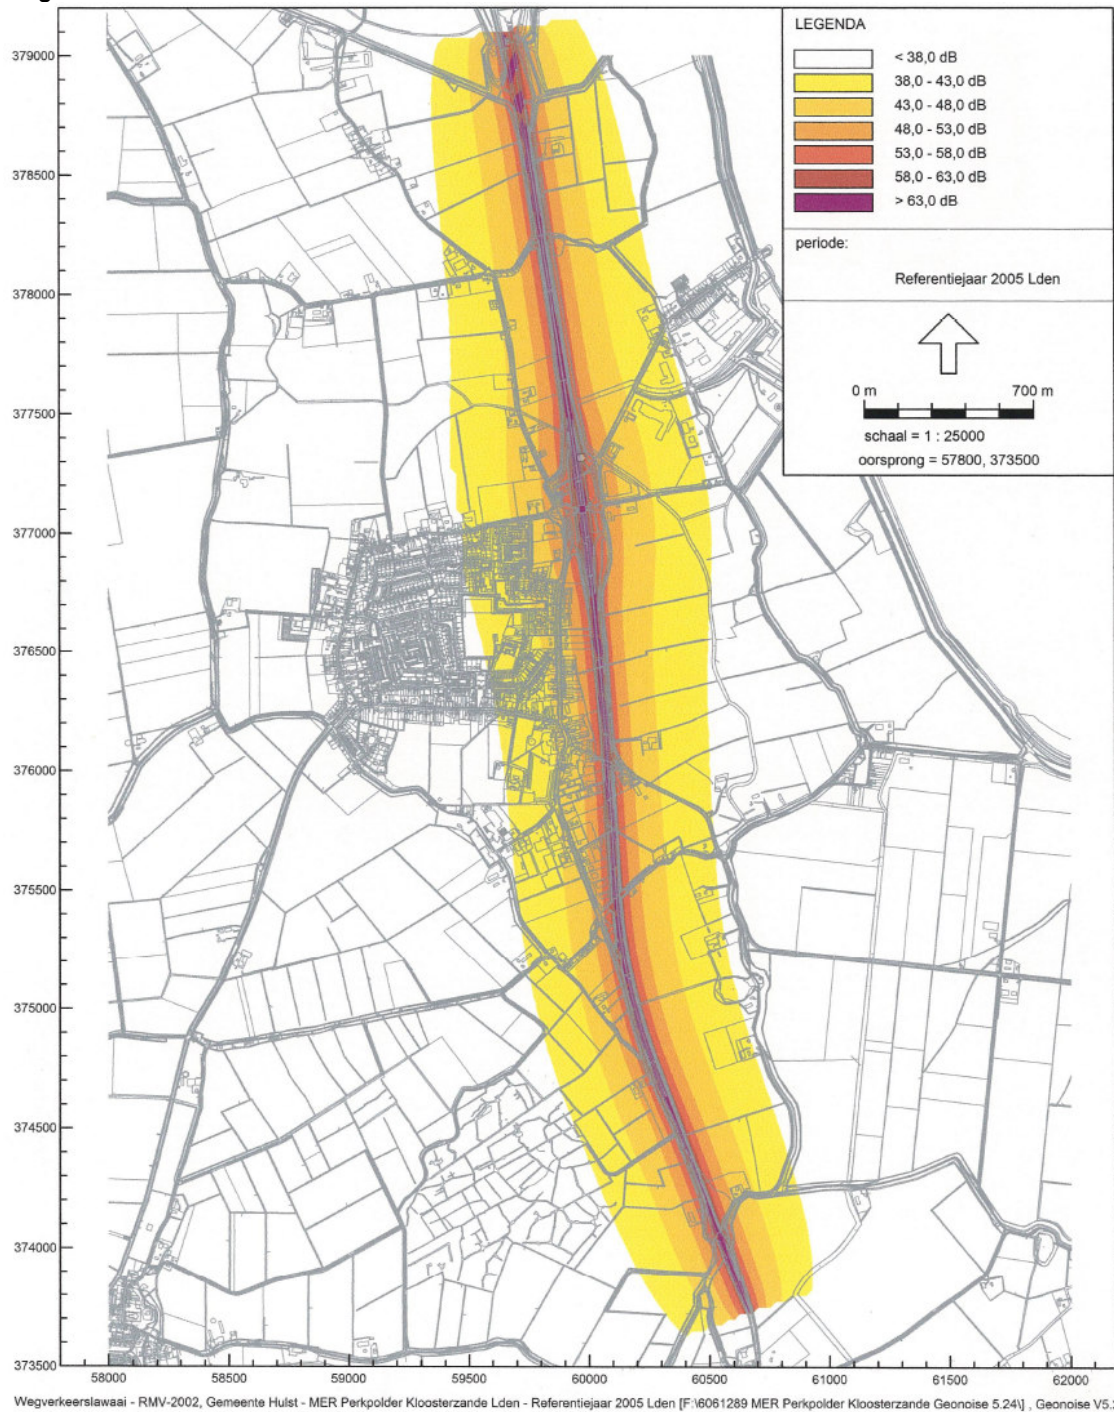 LEGENDA
< 38,0 dB
38,0 - 43,0 dB
43,0 - 48,0 dB
48,0 - 53,0 dB
53,0 - 58,0 dB
58,0 - 63,0 dB
> 63,0 dB
periode:
Referentiejaar 2005 Lden
0 m 700 m
schaal = 1 : 25000
oorsprong = 57800, 373500
379000
378500
378000
377500
377000
376500
376000
375500
375000
374500
374000
373500
58000 58500 59000 59500 60000 60500 61000 61500 62000
Wegverkeerslawaai - RMV-2002, Gemeente Hulst - MER Perkpolder Kloosterzande Lden - Referentiejaar 2005 Lden [F:\6061289 MER Perkpolder Kloosterzande Geonoise 5.24\] , Geonoise V5.